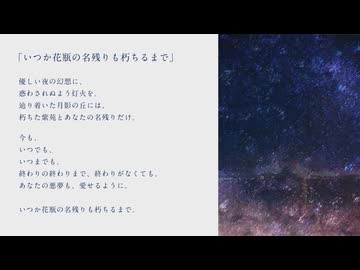 「いつか花瓶の名残りも朽ちるまで」
優しい夜の幻想に、
惑わされぬよう灯火を。
辿り着いた月影の丘には、
朽ちた紫苑とあなたの名残りだけ。
今も、
いつでも、
いつまでも。
終わりの終わりまで、終わりがなくても。
あなたの悪夢も、愛せるように。
いつか花瓶の名残りも朽ちるまで。